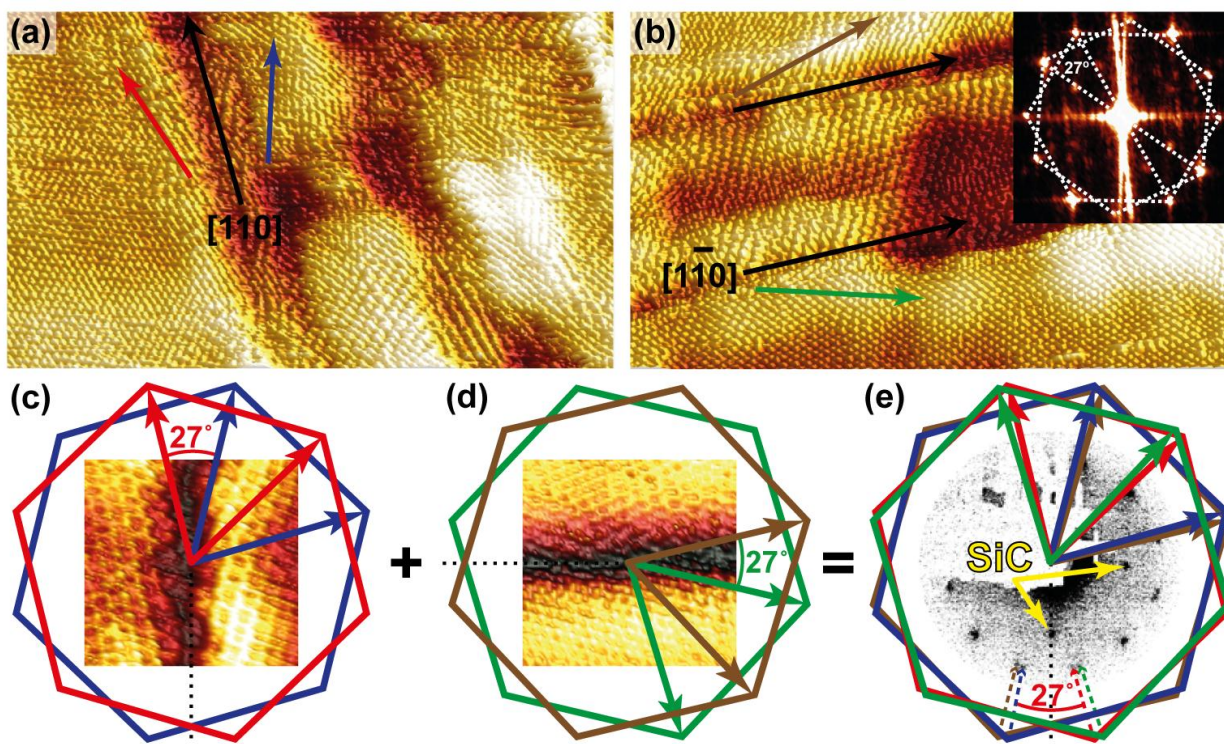 (a)
[110]
(b)
27°
[11̅0]
(c)
27°
+
(d)
27°
=
(e)
SiC
27°